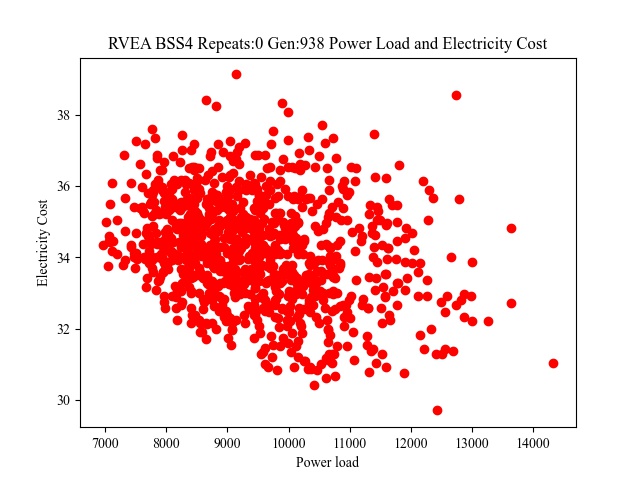 RVEA BSS4 Repeats:0 Gen:938 Power Load and Electricity Cost
38
36
34
32
30
Electricity Cost
7000 8000 9000 10000 11000 12000 13000 14000
Power load